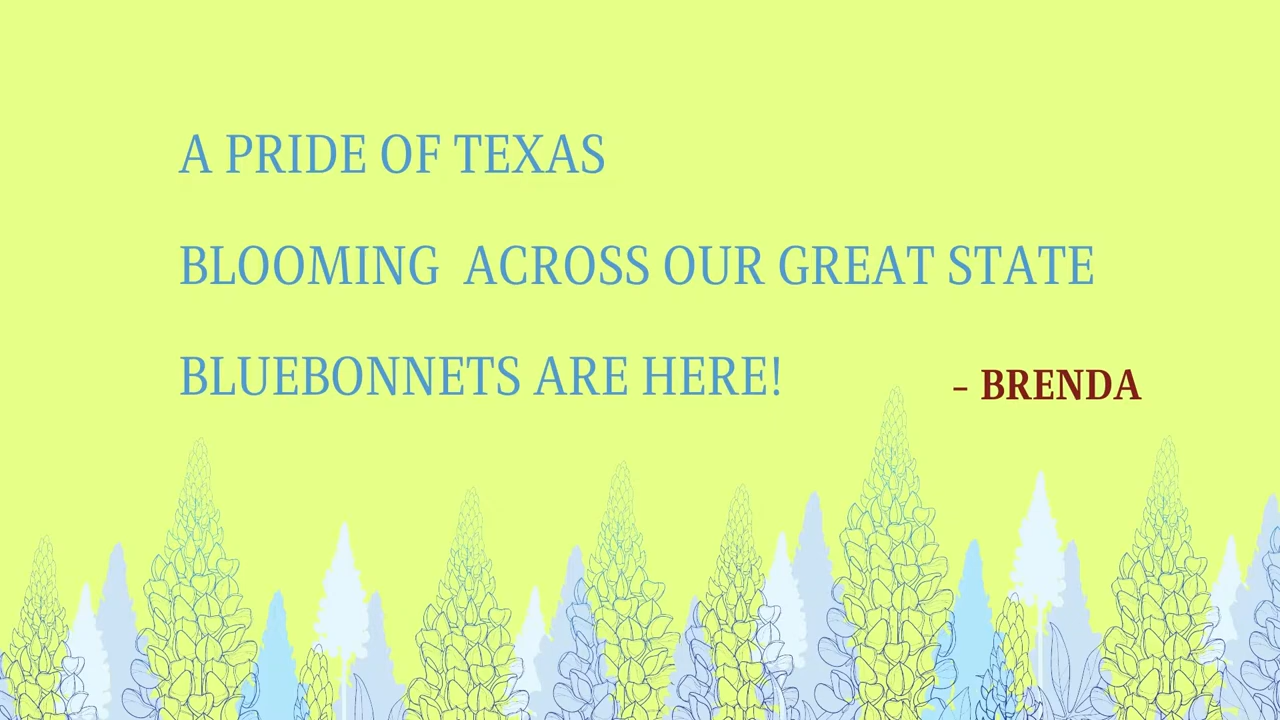 A PRIDE OF TEXAS
BLOOMING  ACROSS OUR GREAT STATE
BLUEBONNETS ARE HERE!
– BRENDA